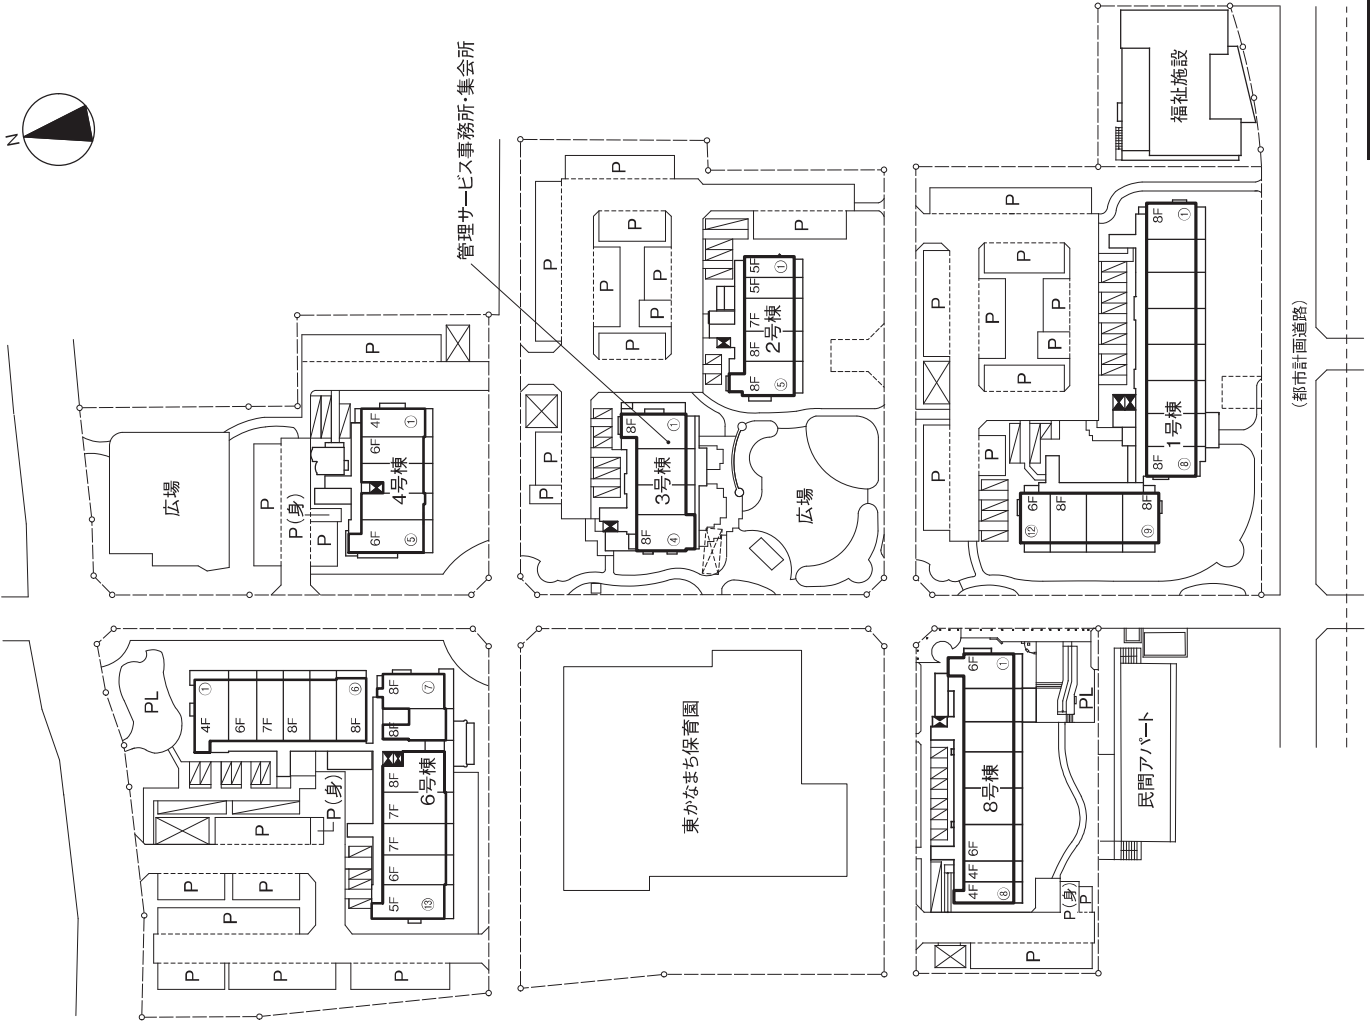 N
管理サービス事務所・集会所
福祉施設
(都市計画道路)
P
P
P
P
P
P
P
P
5F
①
5F
7F
8F
8F
⑤
2号棟
P
P
P
P
P
P
P
8F
①
8F
⑧
1号棟
P
P
6F
⑫
8F
8F
⑨
P
P
8F
①
8F
④
3号棟
広場
P
広場
P
P(身)
P
4F
①
6F
6F
⑤
4号棟
PL
①
4F
6F
7F
8F
⑥
8F
8F
⑦
8F
8F
7F
7F
6F
5F
⑬
6号棟
P(身)
P
P
P
P
P
P
P
東かなまち保育園
6F
①
6F
4F
4F
⑧
8号棟
PL
P(身)
P
P
民間アパート